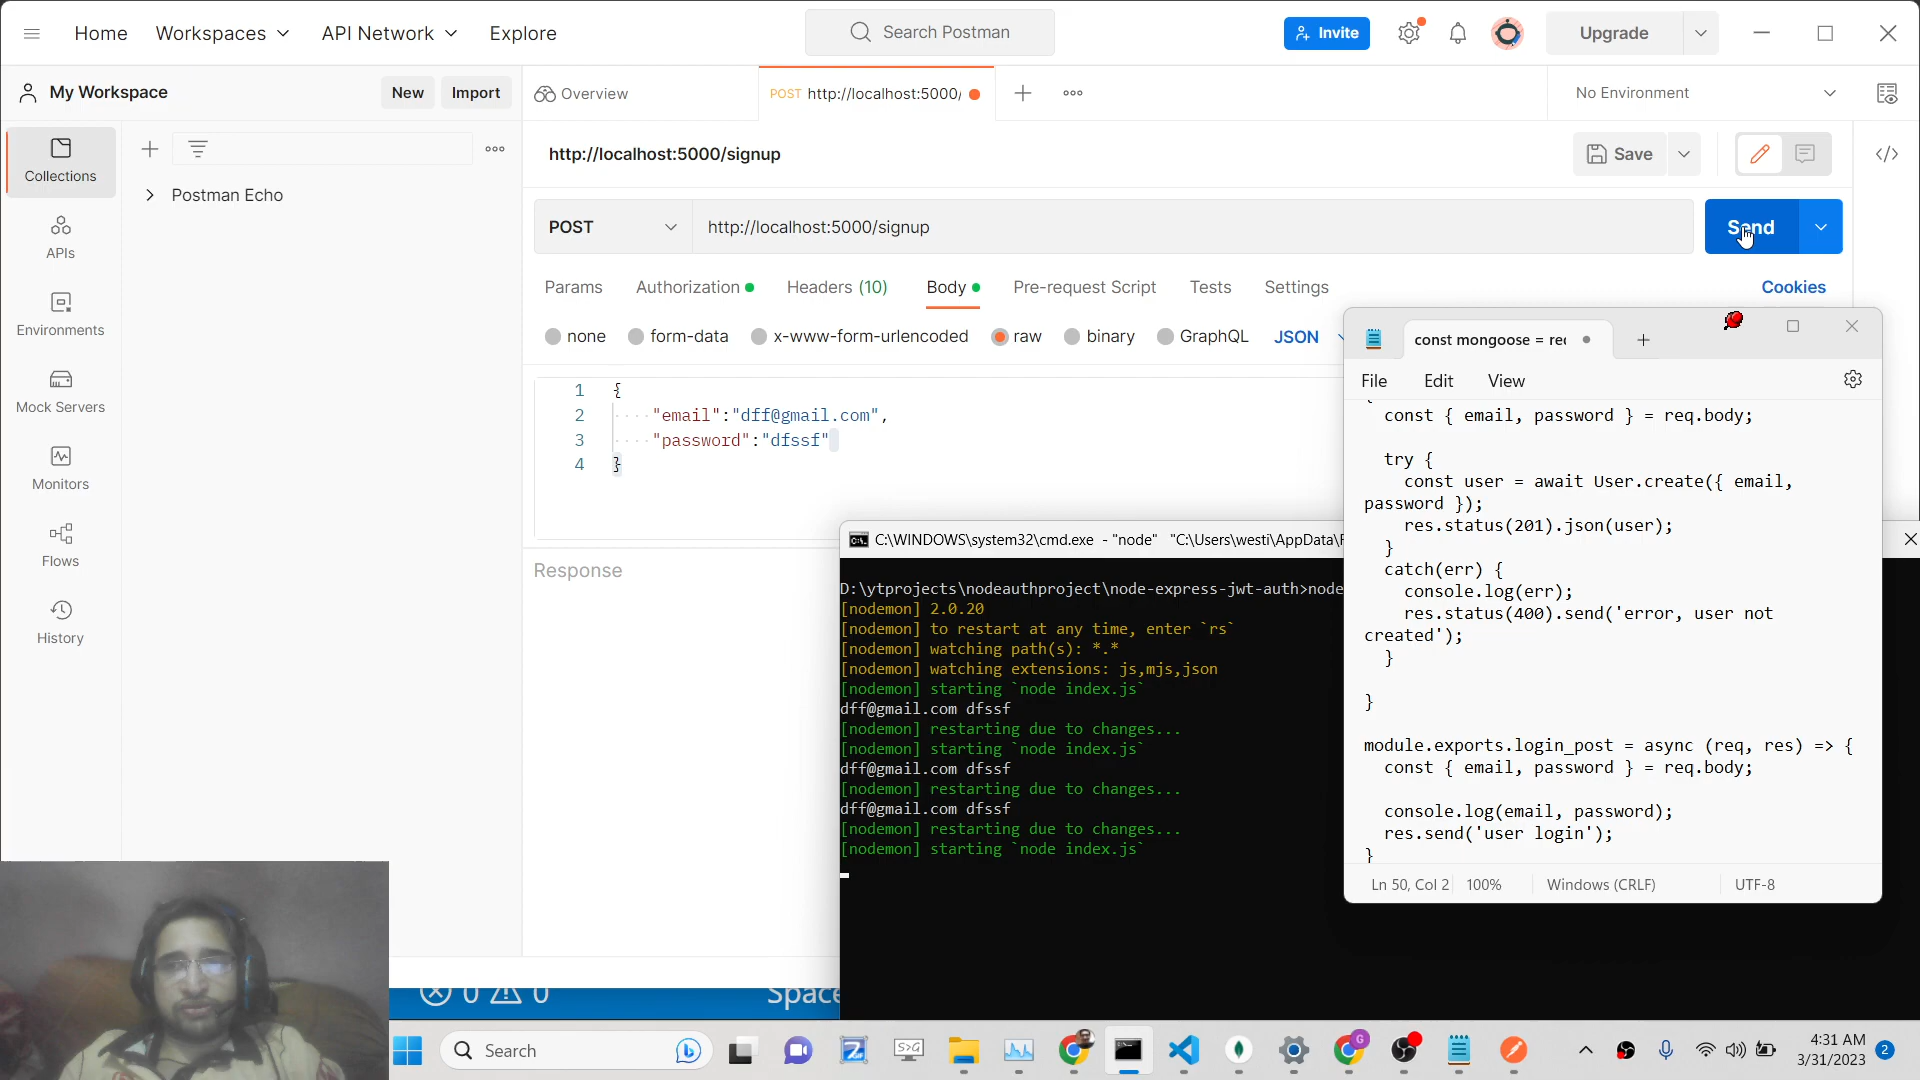 Home
Workspaces
API Network
Explore
Search Postman
Invite
Upgrade
My Workspace
New
Import
Overview
POST http://localhost:5000/
No Environment
Collections
Postman Echo
http://localhost:5000/signup
Save
POST
http://localhost:5000/signup
Send
Params
Authorization
Headers (10)
Body
Pre-request Script
Tests
Settings
Cookies
none
form-data
x-www-form-urlencoded
raw
binary
GraphQL
JSON
APIs
Environments
Mock Servers
Monitors
Flows
History
1 {
2 "email":"dff@gmail.com",
3 "password":"dfssf"
4 }
Response
C:\WINDOWS\system32\cmd.exe - "node" "C:\Users\westi\AppData\
D:\ytprojects\nodeauthproject\node-express-jwt-auth>node
[nodemon] 2.0.20
[nodemon] to restart at any time, enter `rs`
[nodemon] watching path(s): *.*
[nodemon] watching extensions: js,mjs,json
[nodemon] starting `node index.js`
dff@gmail.com dfssf
[nodemon] restarting due to changes...
[nodemon] starting `node index.js`
dff@gmail.com dfssf
[nodemon] restarting due to changes...
dff@gmail.com dfssf
[nodemon] restarting due to changes...
[nodemon] starting `node index.js`
const mongoose = re
File
Edit
View
{
const { email, password } = req.body;
try {
const user = await User.create({ email,
password });
res.status(201).json(user);
}
catch(err) {
console.log(err);
res.status(400).send('error, user not
created');
}
}
module.exports.login_post = async (req, res) => {
const { email, password } = req.body;
console.log(email, password);
res.send('user login');
}
Ln 50, Col 2
100%
Windows (CRLF)
UTF-8
0
0
Space
Search
S>G
G
4:31 AM
3/31/2023
2